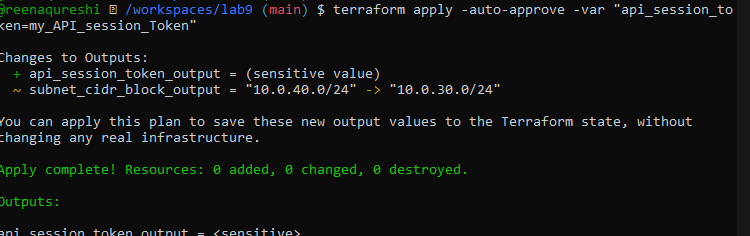 @reenaqureshi /workspaces/lab9 (main) $ terraform apply -auto-approve -var "api_session_to
ken=my_API_session_Token"
Changes to Outputs:
+ api_session_token_output = (sensitive value)
~ subnet_cidr_block_output = "10.0.40.0/24" -> "10.0.30.0/24"
You can apply this plan to save these new output values to the Terraform state, without
changing any real infrastructure.
Apply complete! Resources: 0 added, 0 changed, 0 destroyed.
Outputs:
api_session_token_output = <sensitive>